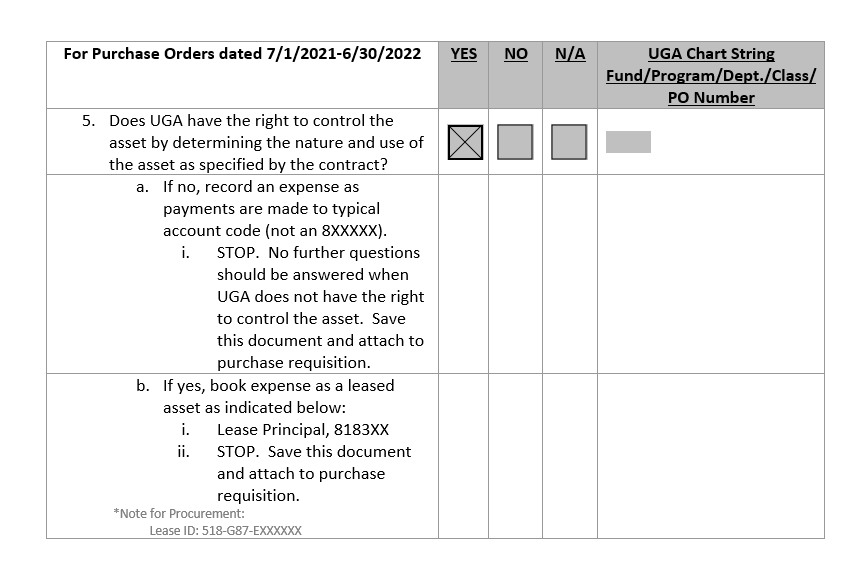 For Purchase Orders dated 7/1/2021-6/30/2022 YES NO N/A UGA Chart String
Fund/Program/Dept./Class/
PO Number
5. Does UGA have the right to control the
asset by determining the nature and use of
the asset as specified by the contract?
a. If no, record an expense as
payments are made to typical
account code (not an 8XXXXX).
i. STOP. No further questions
should be answered when
UGA does not have the right
to control the asset. Save
this document and attach to
purchase requisition.
b. If yes, book expense as a leased
asset as indicated below:
i. Lease Principal, 8183XX
ii. STOP. Save this document
and attach to purchase
requisition.
*Note for Procurement:
Lease ID: 518-G87-EXXXXXX